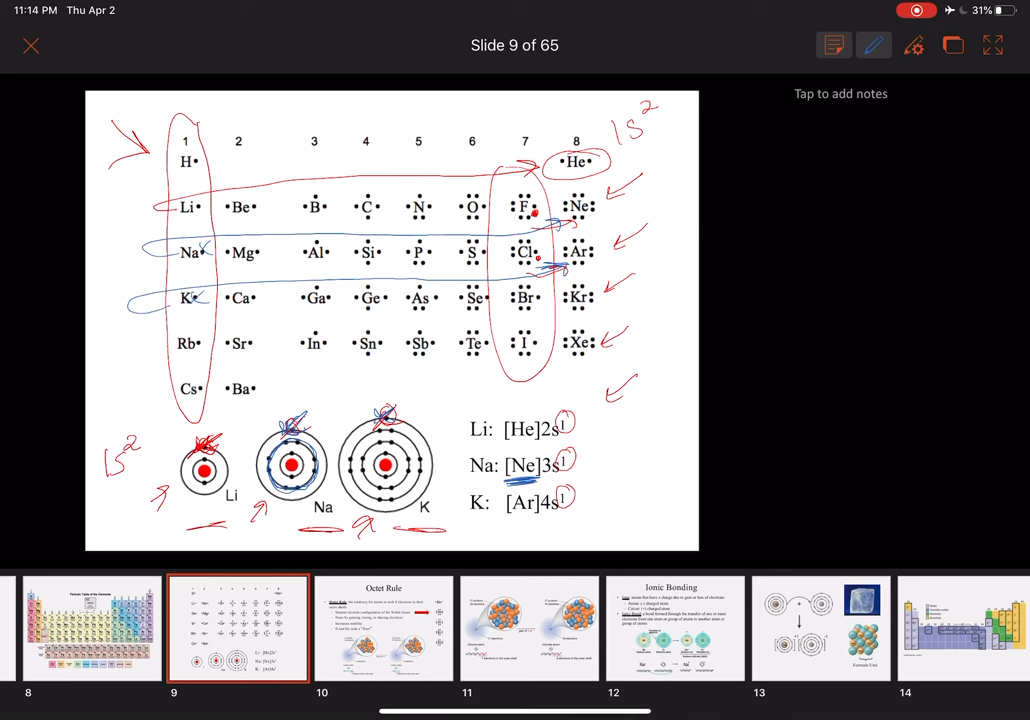 11:14 PM Thu Apr 2
31%
Slide 9 of 65
Tap to add notes
1s²
1 2 3 4 5 6 7 8
H He
Li Be B C N O F Ne
Na Mg Al Si P S Cl Ar
K Ca Ga Ge As Se Br Kr
Rb Sr In Sn Sb Te I Xe
Cs Ba
1s²
Li: [He]2s¹
Na: [Ne]3s¹
K: [Ar]4s¹
Li
Na
K
Periodic Table of the Elements
Octet Rule
Ionic Bonding
Formula Unit
8 9 10 11 12 13 14